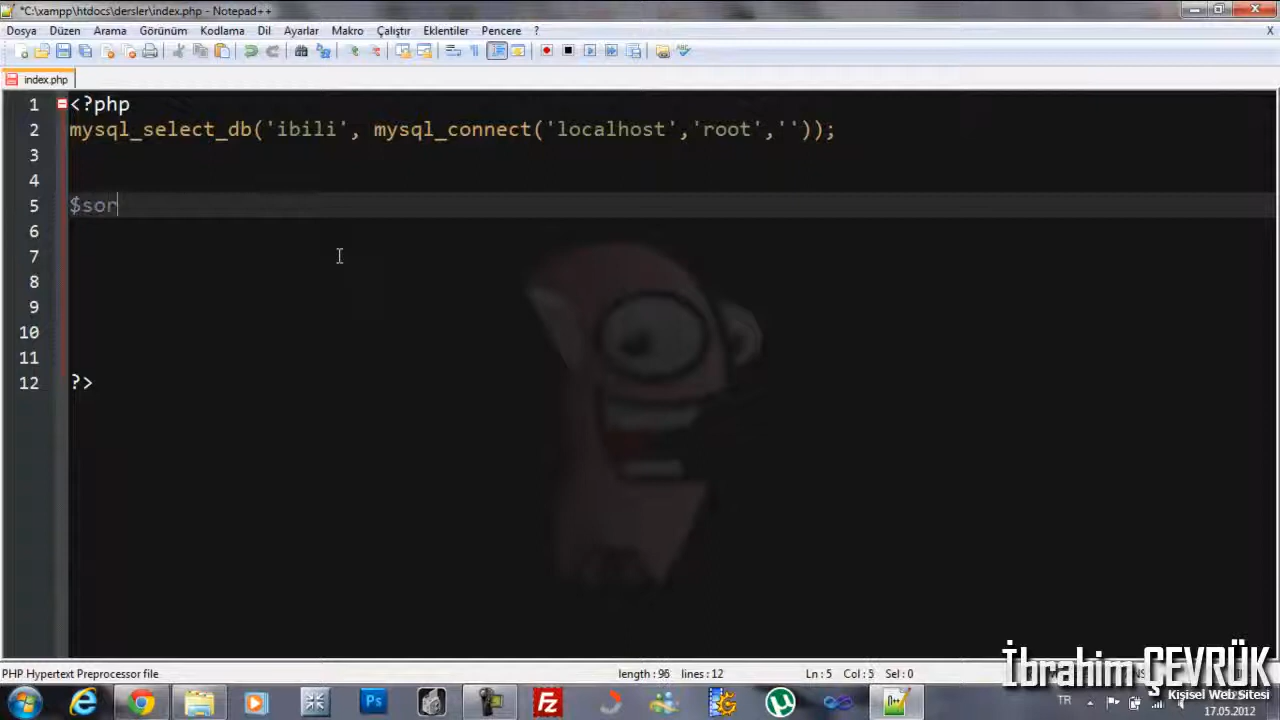 *C:\xampp\htdocs\dersler\index.php - Notepad++
Dosya Düzen Arama Görünüm Kodlama Dil Ayarlar Makro Çalıştır Eklentiler Pencere ? X
index.php
1 <?php
2 mysql_select_db('ibili', mysql_connect('localhost','root',''));
3
4
5 $sor
6
7
8
9
10
11
12 ?>
PHP Hypertext Preprocessor file length : 96 lines : 12 Ln : 5 Col : 5 Sel : 0
İbrahim ÇEVRÜK
Kişisel Web Sitesi
TR
17.05.2012